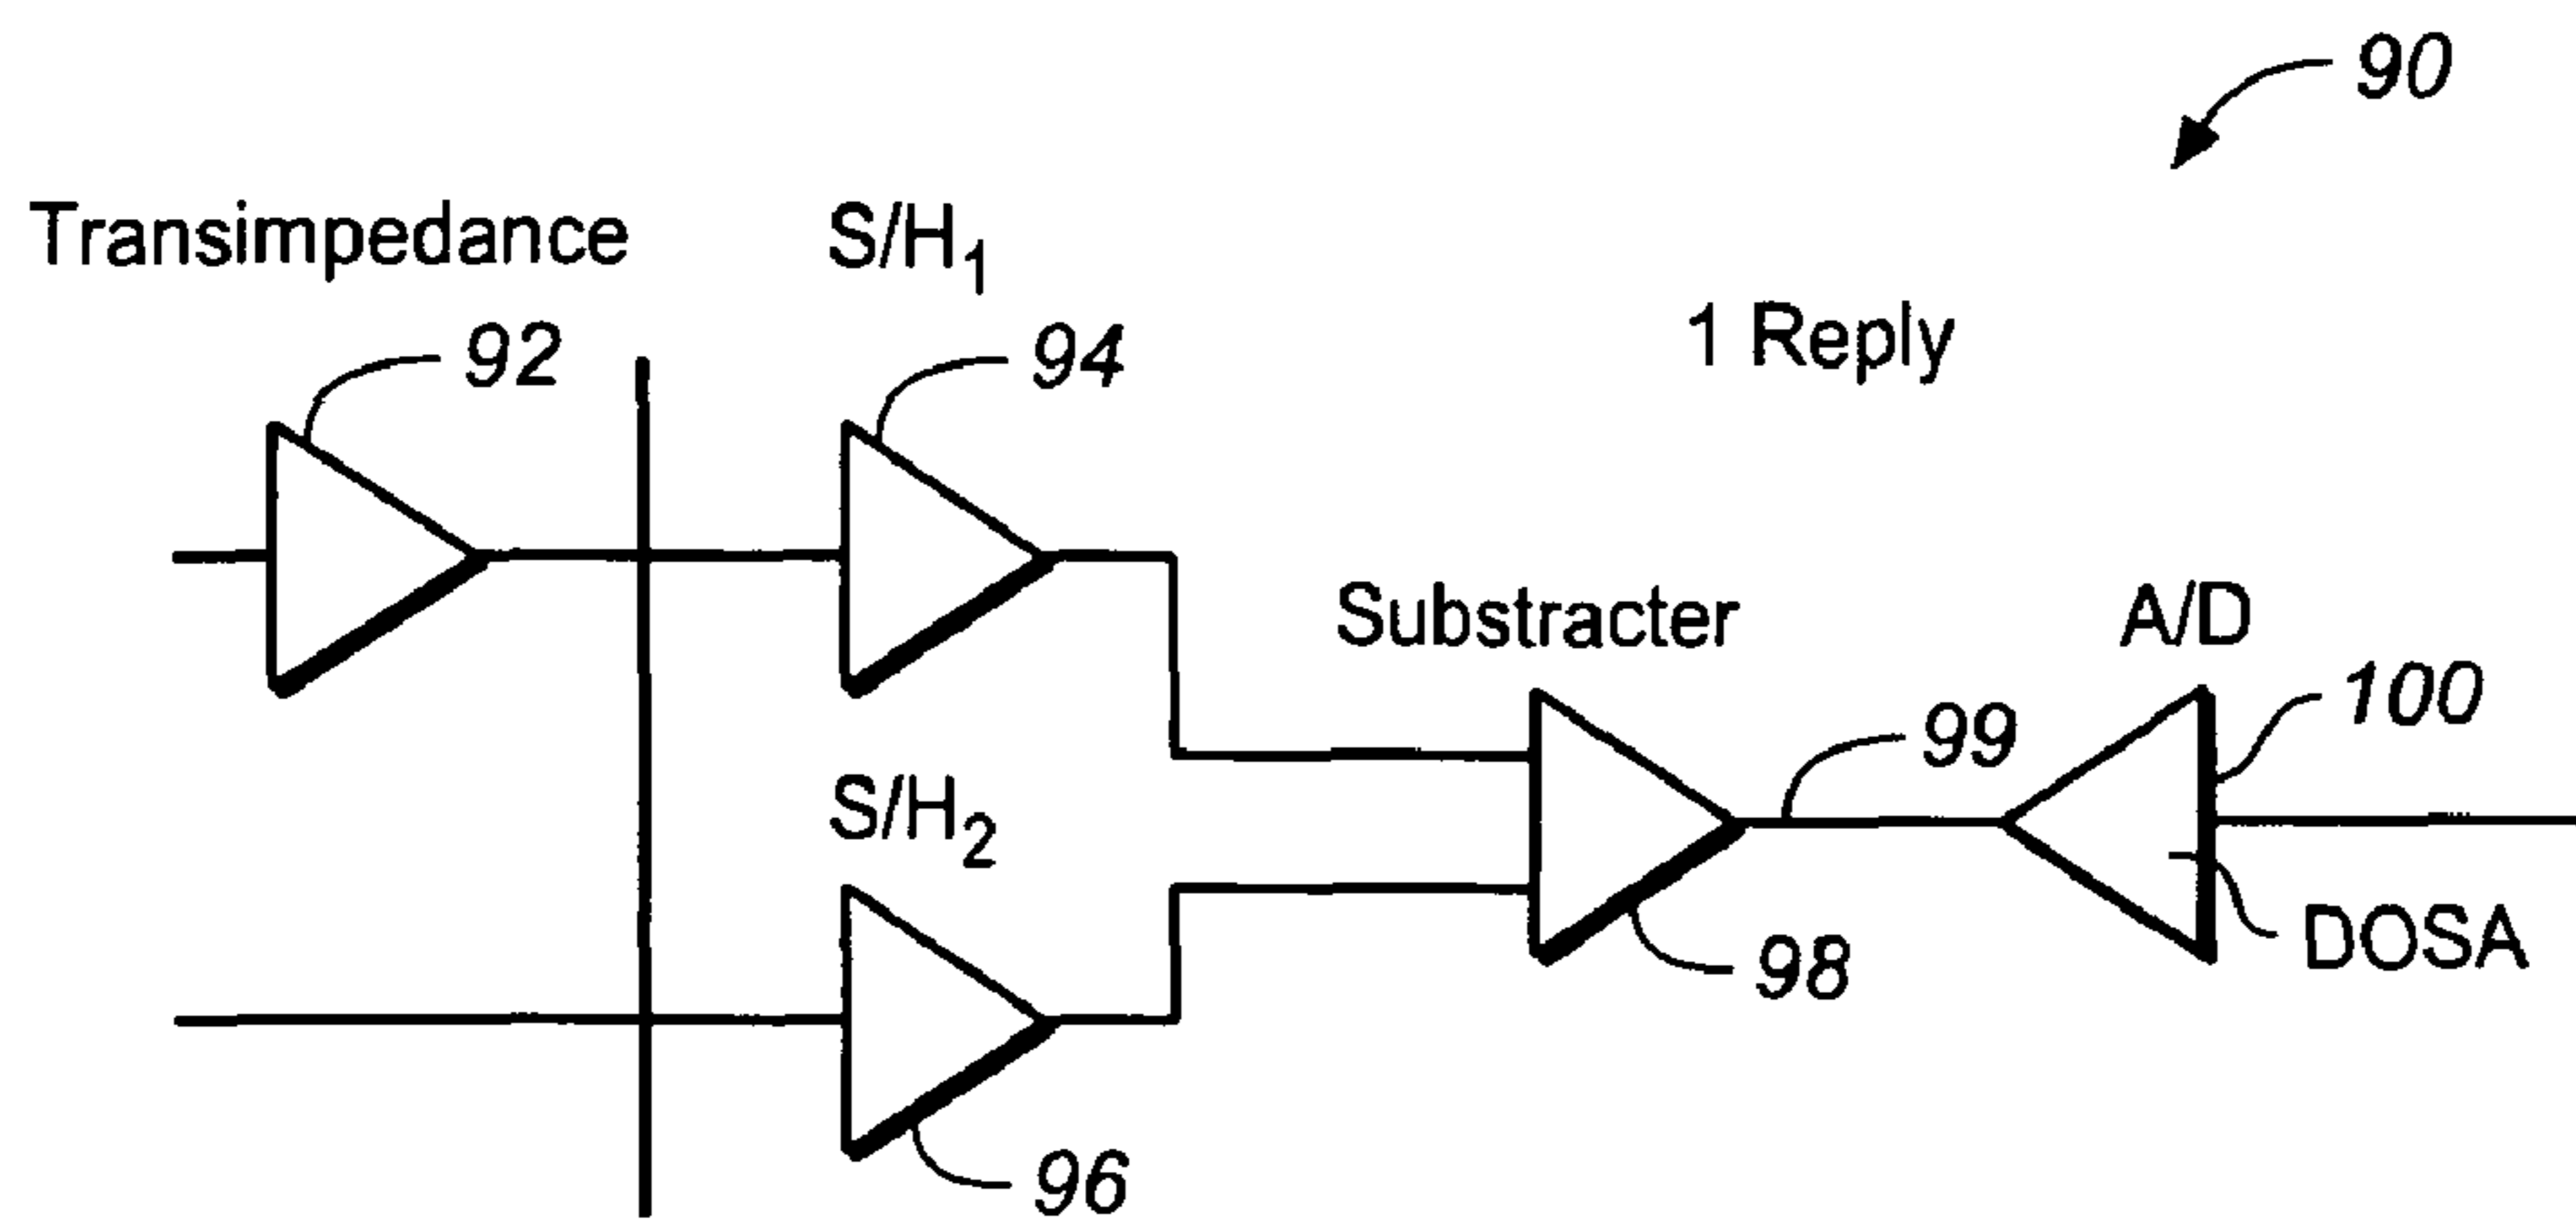 90
Transimpedance
S/H1
1 Reply
92
94
Substracter
A/D
100
99
S/H2
DOSA
98
96